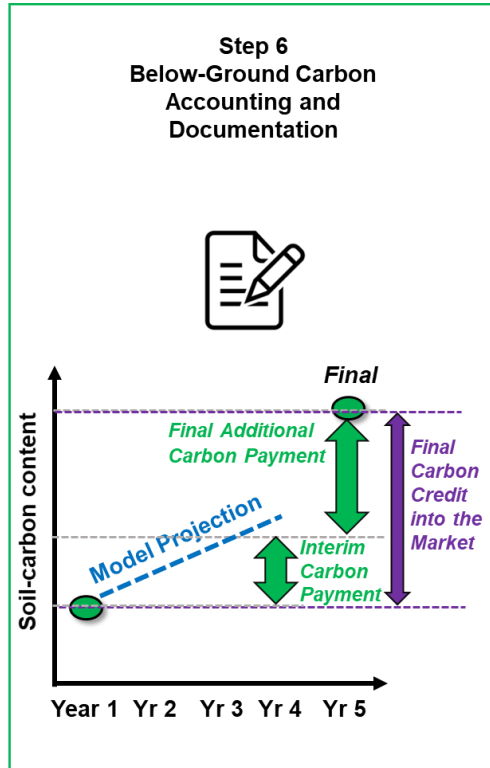 Step 6
Below-Ground Carbon
Accounting and
Documentation
Final
Final Additional
Carbon Payment
Final
Carbon
Credit
into the
Market
Model Projection
Interim
Carbon
Payment
Soil-carbon content
Year 1 Yr 2 Yr 3 Yr 4 Yr 5